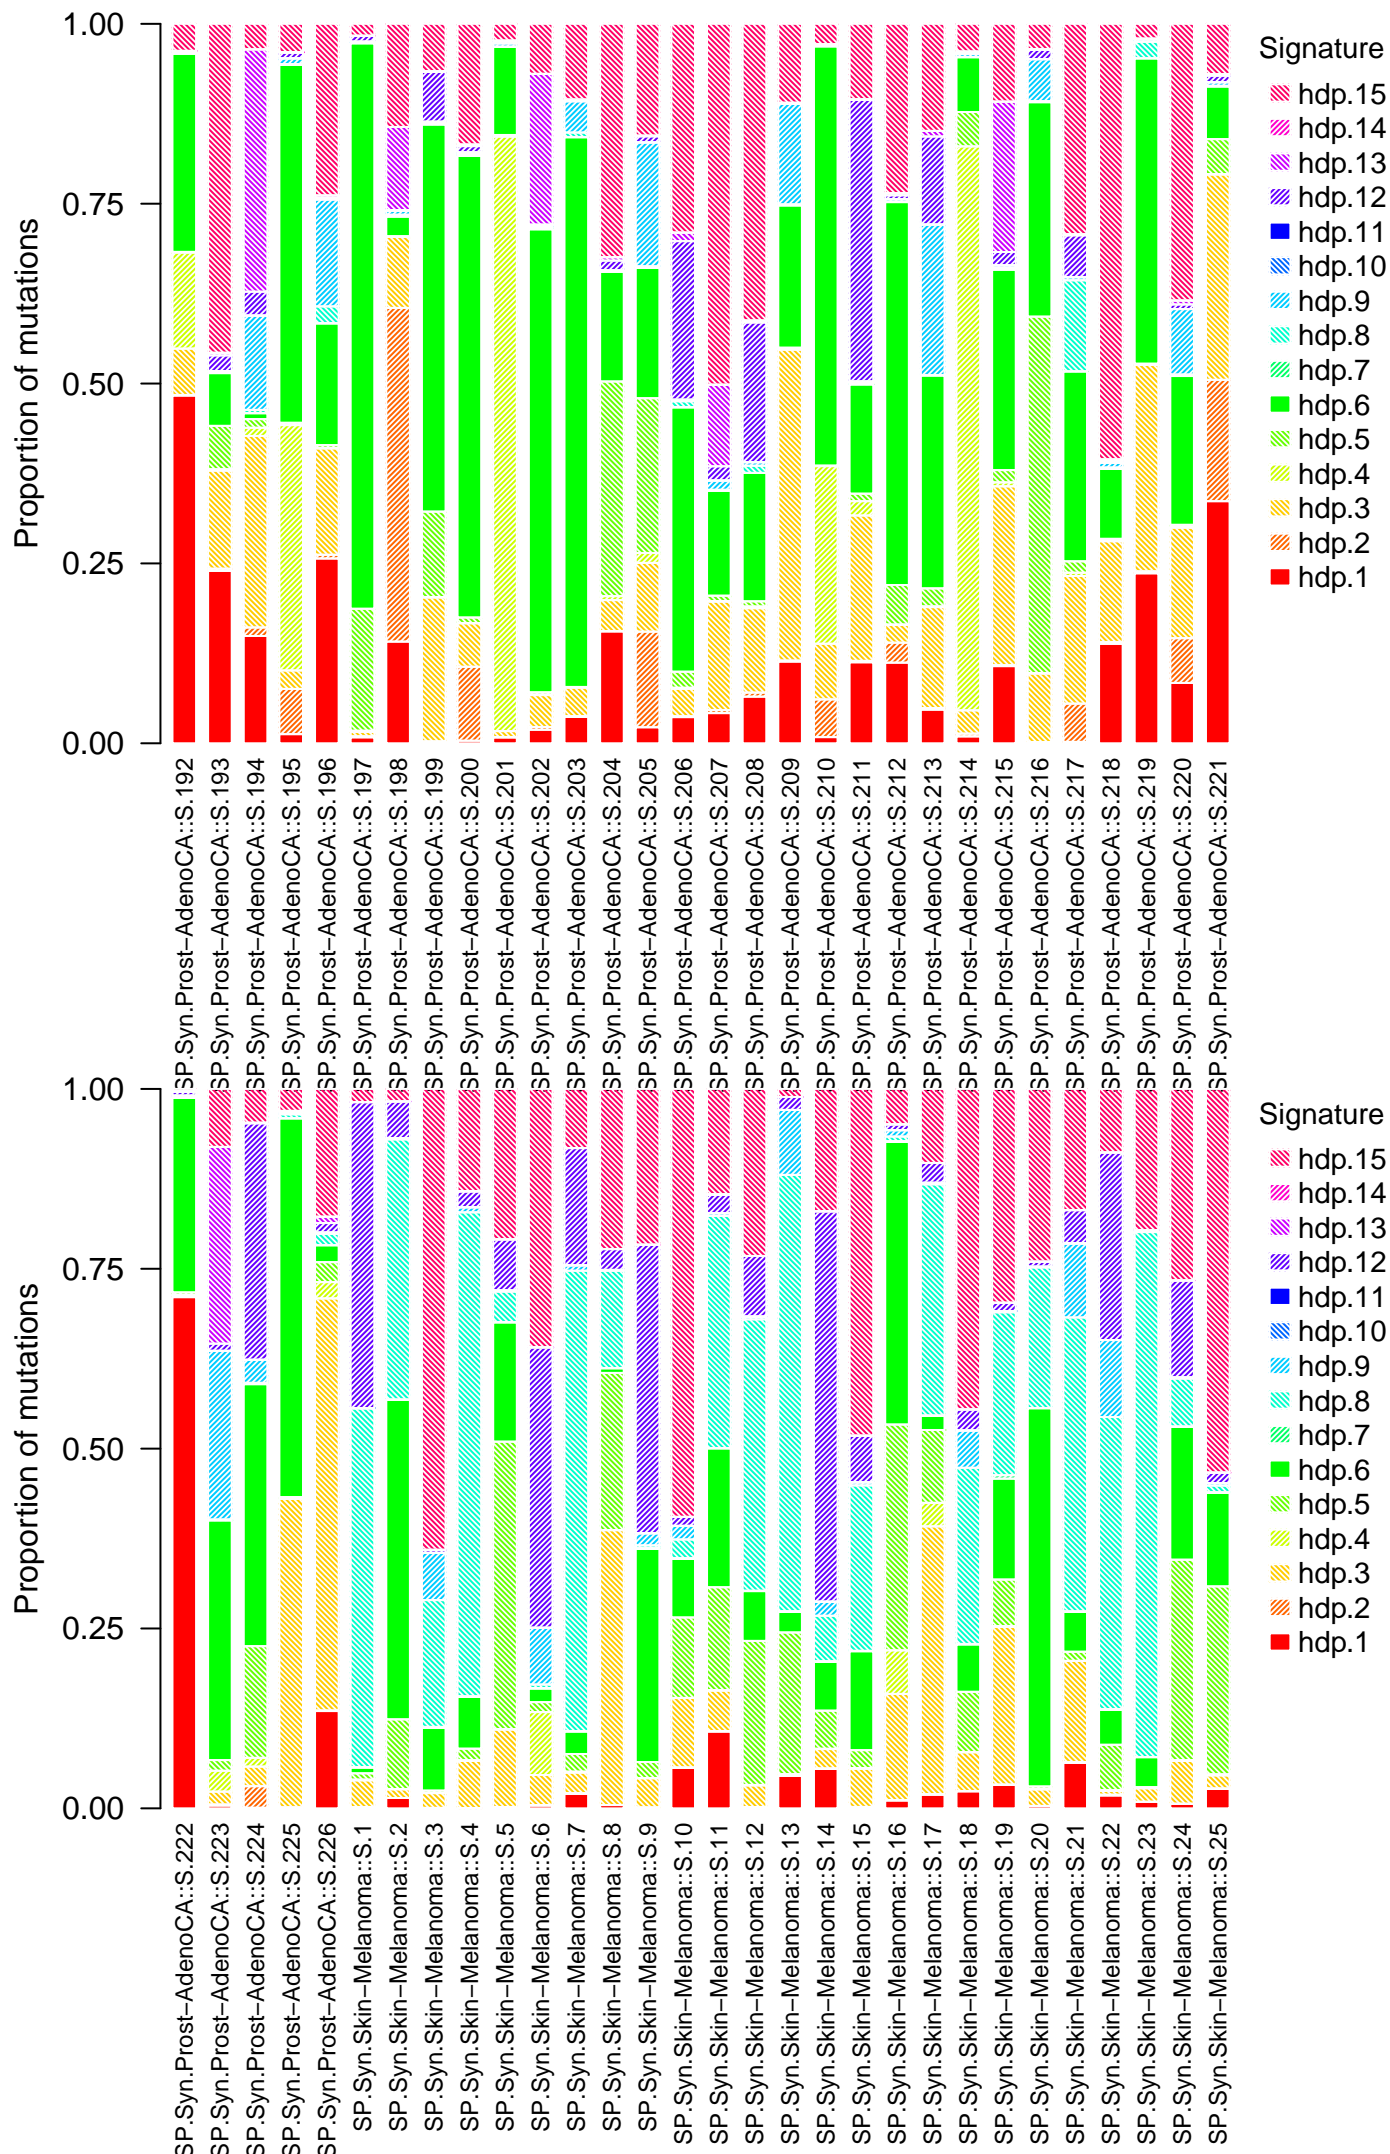 Proportion of mutations
1.00
0.75
0.50
0.25
0.00
SP.Syn.Prost−AdenoCA::S.192
SP.Syn.Prost−AdenoCA::S.193
SP.Syn.Prost−AdenoCA::S.194
SP.Syn.Prost−AdenoCA::S.195
SP.Syn.Prost−AdenoCA::S.196
SP.Syn.Prost−AdenoCA::S.197
SP.Syn.Prost−AdenoCA::S.198
SP.Syn.Prost−AdenoCA::S.199
SP.Syn.Prost−AdenoCA::S.200
SP.Syn.Prost−AdenoCA::S.201
SP.Syn.Prost−AdenoCA::S.202
SP.Syn.Prost−AdenoCA::S.203
SP.Syn.Prost−AdenoCA::S.204
SP.Syn.Prost−AdenoCA::S.205
SP.Syn.Prost−AdenoCA::S.206
SP.Syn.Prost−AdenoCA::S.207
SP.Syn.Prost−AdenoCA::S.208
SP.Syn.Prost−AdenoCA::S.209
SP.Syn.Prost−AdenoCA::S.210
SP.Syn.Prost−AdenoCA::S.211
SP.Syn.Prost−AdenoCA::S.212
SP.Syn.Prost−AdenoCA::S.213
SP.Syn.Prost−AdenoCA::S.214
SP.Syn.Prost−AdenoCA::S.215
SP.Syn.Prost−AdenoCA::S.216
SP.Syn.Prost−AdenoCA::S.217
SP.Syn.Prost−AdenoCA::S.218
SP.Syn.Prost−AdenoCA::S.219
SP.Syn.Prost−AdenoCA::S.220
SP.Syn.Prost−AdenoCA::S.221
Signature
hdp.15
hdp.14
hdp.13
hdp.12
hdp.11
hdp.10
hdp.9
hdp.8
hdp.7
hdp.6
hdp.5
hdp.4
hdp.3
hdp.2
hdp.1
Proportion of mutations
1.00
0.75
0.50
0.25
0.00
SP.Syn.Prost−AdenoCA::S.222
SP.Syn.Prost−AdenoCA::S.223
SP.Syn.Prost−AdenoCA::S.224
SP.Syn.Prost−AdenoCA::S.225
SP.Syn.Prost−AdenoCA::S.226
SP.Syn.Skin−Melanoma::S.1
SP.Syn.Skin−Melanoma::S.2
SP.Syn.Skin−Melanoma::S.3
SP.Syn.Skin−Melanoma::S.4
SP.Syn.Skin−Melanoma::S.5
SP.Syn.Skin−Melanoma::S.6
SP.Syn.Skin−Melanoma::S.7
SP.Syn.Skin−Melanoma::S.8
SP.Syn.Skin−Melanoma::S.9
SP.Syn.Skin−Melanoma::S.10
SP.Syn.Skin−Melanoma::S.11
SP.Syn.Skin−Melanoma::S.12
SP.Syn.Skin−Melanoma::S.13
SP.Syn.Skin−Melanoma::S.14
SP.Syn.Skin−Melanoma::S.15
SP.Syn.Skin−Melanoma::S.16
SP.Syn.Skin−Melanoma::S.17
SP.Syn.Skin−Melanoma::S.18
SP.Syn.Skin−Melanoma::S.19
SP.Syn.Skin−Melanoma::S.20
SP.Syn.Skin−Melanoma::S.21
SP.Syn.Skin−Melanoma::S.22
SP.Syn.Skin−Melanoma::S.23
SP.Syn.Skin−Melanoma::S.24
SP.Syn.Skin−Melanoma::S.25
Signature
hdp.15
hdp.14
hdp.13
hdp.12
hdp.11
hdp.10
hdp.9
hdp.8
hdp.7
hdp.6
hdp.5
hdp.4
hdp.3
hdp.2
hdp.1